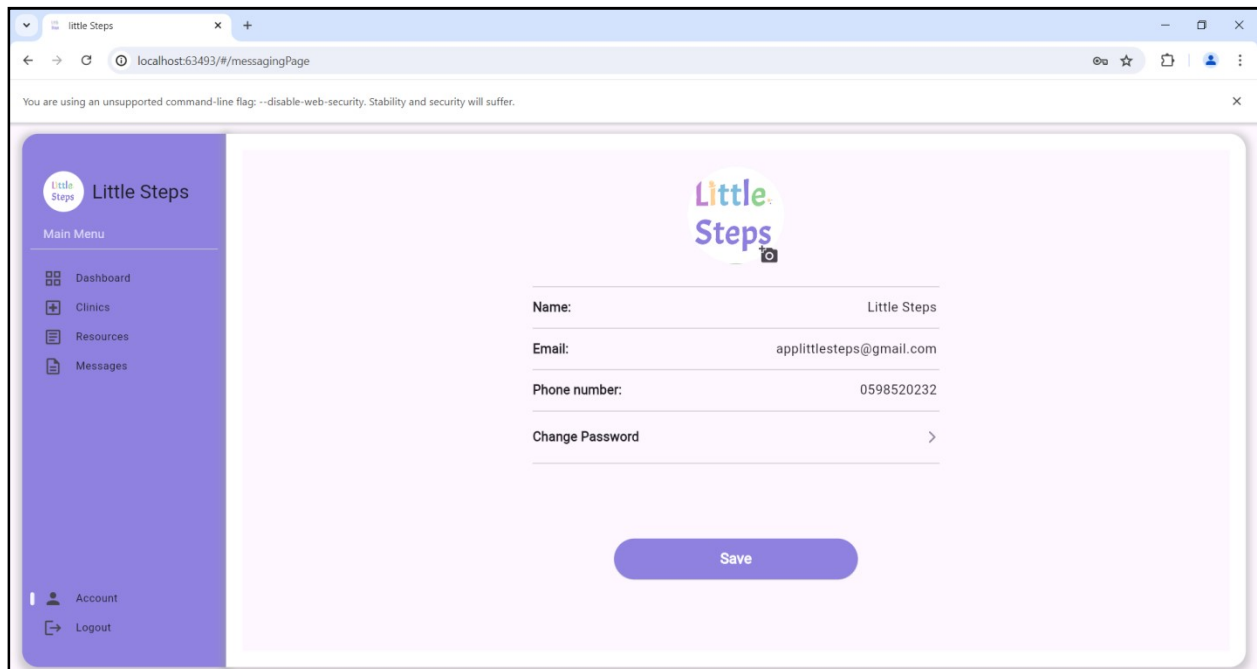 little Steps
localhost:63493/#/messagingPage
You are using an unsupported command-line flag: --disable-web-security. Stability and security will suffer.
Little
Steps
Little Steps
Main Menu
Dashboard
Clinics
Resources
Messages
Account
Logout
Little
Steps
Name: Little Steps
Email: applittlesteps@gmail.com
Phone number: 0598520232
Change Password
Save